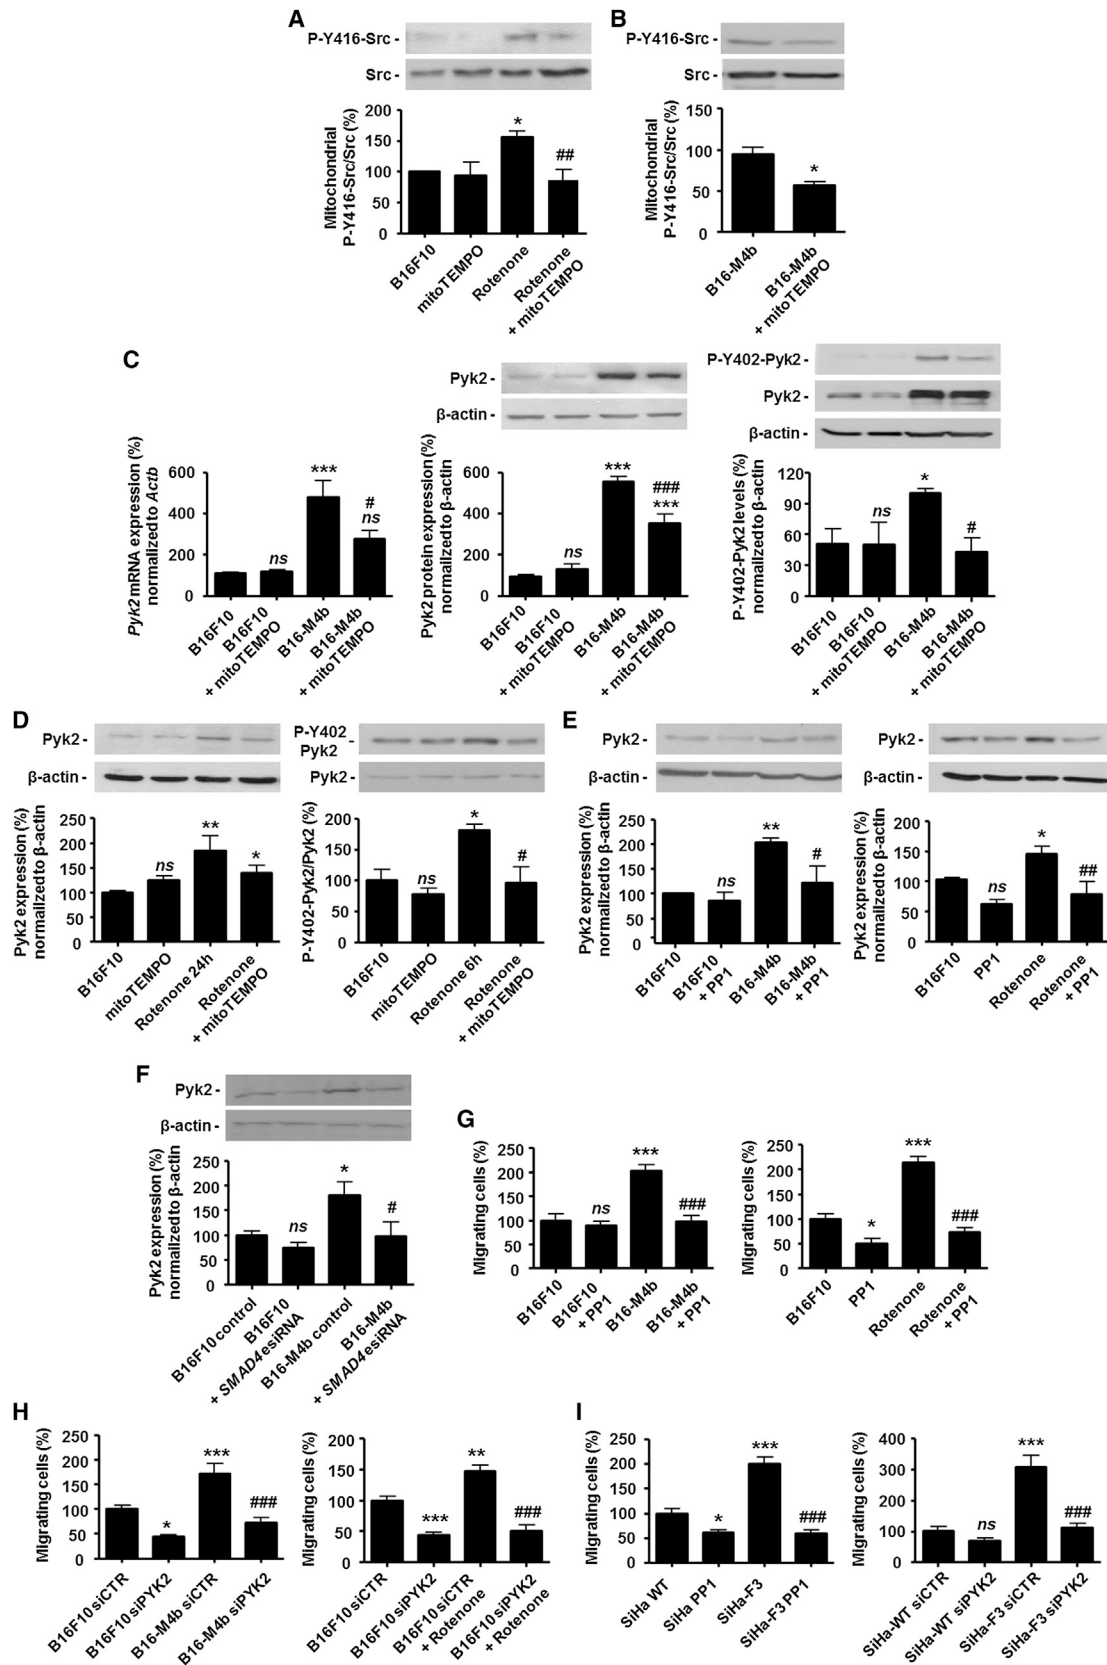 A
P-Y416-Src -
Src -
Mitochondrial
P-Y416-Src/Src (%)
200
150
100
50
0
*
##
B16F10
mitoTEMPO
Rotenone
Rotenone
+ mitoTEMPO
B
P-Y416-Src -
Src -
Mitochondrial
P-Y416-Src/Src (%)
150
100
50
0
*
B16-M4b
B16-M4b
+ mitoTEMPO
C
Pyk2 mRNA expression (%)
normalized to Actb
600
400
200
0
ns
***
#
ns
B16F10
B16F10
+ mitoTEMPO
B16-M4b
B16-M4b
+ mitoTEMPO
Pyk2 -
β-actin -
Pyk2 protein expression (%)
normalized to β-actin
600
400
200
0
ns
***
###
***
B16F10
B16F10
+ mitoTEMPO
B16-M4b
B16-M4b
+ mitoTEMPO
P-Y402-Pyk2 -
Pyk2 -
β-actin -
P-Y402-Pyk2 levels (%)
normalized to β-actin
120
90
60
30
0
ns
*
#
B16F10
B16F10
+ mitoTEMPO
B16-M4b
B16-M4b
+ mitoTEMPO
D
Pyk2 -
β-actin -
Pyk2 expression (%)
normalized to β-actin
250
200
150
100
50
0
ns
**
*
B16F10
mitoTEMPO
Rotenone 24h
Rotenone
+ mitoTEMPO
P-Y402
Pyk2 -
Pyk2 -
P-Y402-Pyk2/Pyk2 (%)
200
150
100
50
0
ns
*
#
B16F10
mitoTEMPO
Rotenone 6h
Rotenone
+ mitoTEMPO
E
Pyk2 -
β-actin -
Pyk2 expression (%)
normalized to β-actin
250
200
150
100
50
0
ns
**
#
B16F10
B16F10
+ PP1
B16-M4b
B16-M4b
+ PP1
Pyk2 -
β-actin -
Pyk2 expression (%)
normalized to β-actin
200
150
100
50
0
ns
*
##
B16F10
PP1
Rotenone
Rotenone
+ PP1
F
Pyk2 -
β-actin -
Pyk2 expression (%)
normalized to β-actin
250
200
150
100
50
0
ns
*
#
B16F10 control
B16F10
+ SMAD4 esiRNA
B16-M4b control
B16-M4b
+ SMAD4 esiRNA
G
Migrating cells (%)
250
200
150
100
50
0
ns
***
###
B16F10
B16F10
+ PP1
B16-M4b
B16-M4b
+ PP1
Migrating cells (%)
250
200
150
100
50
0
*
***
###
B16F10
PP1
Rotenone
Rotenone
+ PP1
H
Migrating cells (%)
250
200
150
100
50
0
*
***
###
B16F10 siCTR
B16F10 siPYK2
B16-M4b siCTR
B16-M4b siPYK2
Migrating cells (%)
200
150
100
50
0
***
**
###
B16F10 siCTR
B16F10 siPYK2
B16F10 siCTR
+ Rotenone
B16F10 siPYK2
+ Rotenone
I
Migrating cells (%)
250
200
150
100
50
0
*
***
###
SiHa WT
SiHa PP1
SiHa-F3
SiHa-F3 PP1
Migrating cells (%)
400
300
200
100
0
ns
***
###
SiHa-WT siCTR
SiHa-WT siPYK2
SiHa-F3 siCTR
SiHa-F3 siPYK2